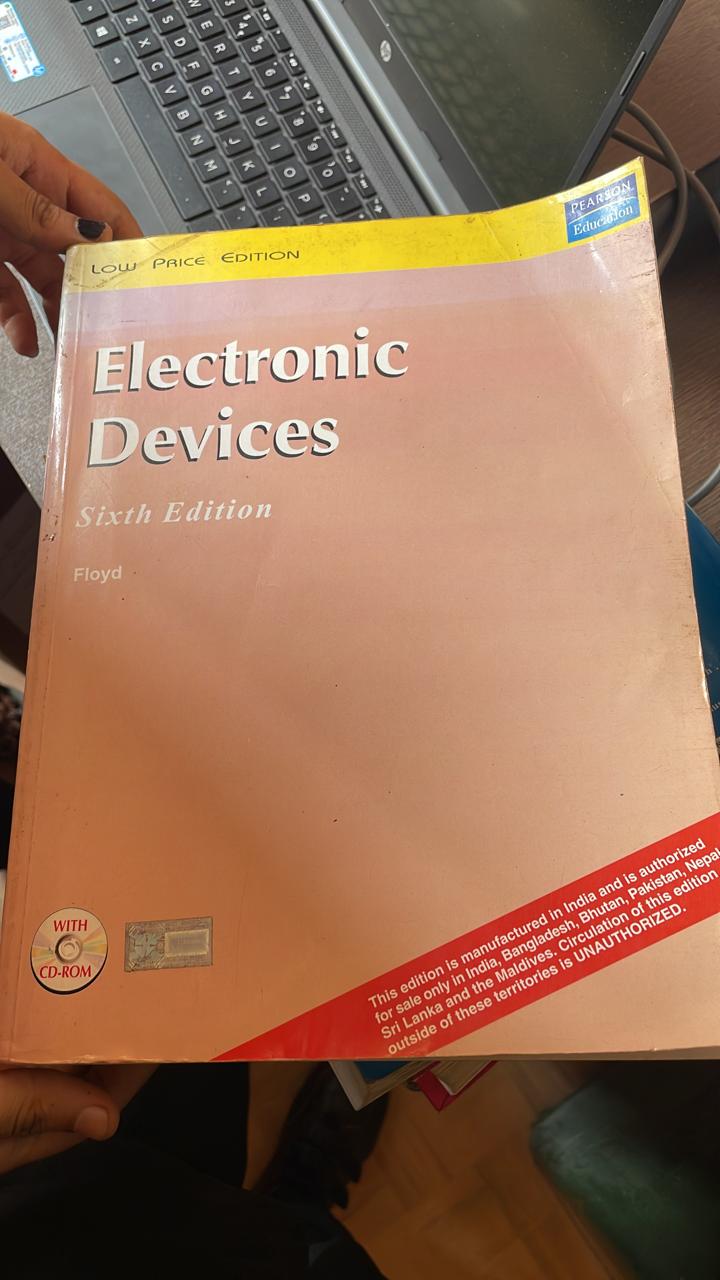 LOW PRICE EDITION
PEARSON
Education
Electronic
Devices
Sixth Edition
Floyd
WITH
CD-ROM
This edition is manufactured in India and is authorized
for sale only in India, Bangladesh, Bhutan, Pakistan, Nepal,
Sri Lanka and the Maldives. Circulation of this edition
outside of these territories is UNAUTHORIZED.
hp